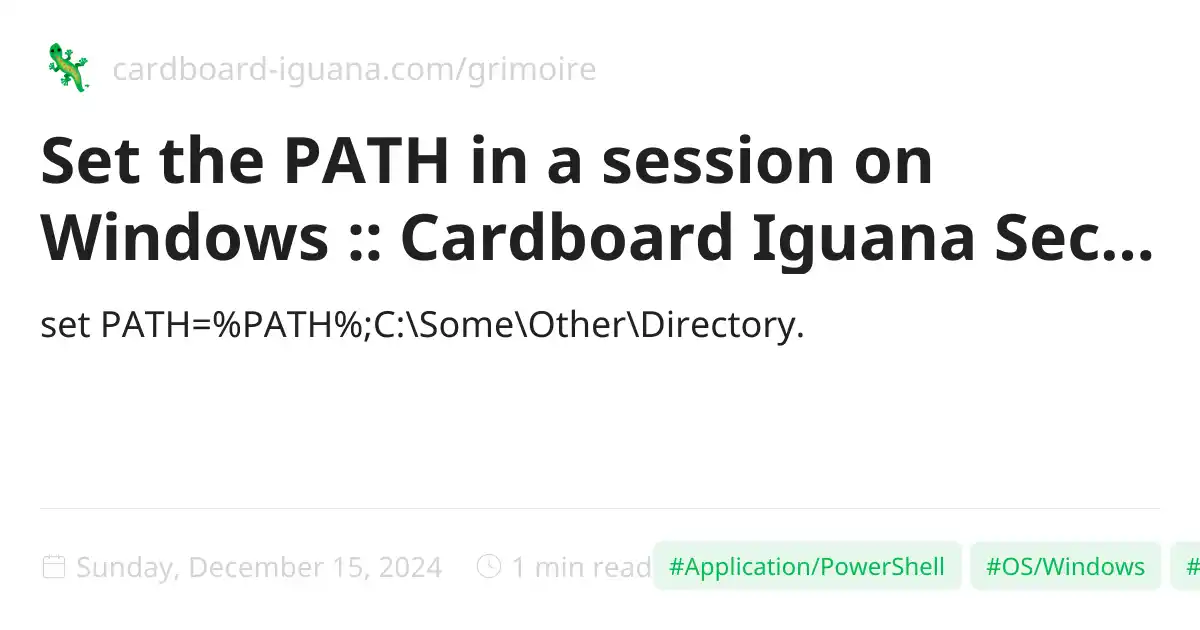 cardboard-iguana.com/grimoire
Set the PATH in a session on
Windows :: Cardboard Iguana Sec...
set PATH=%PATH%;C:\Some\Other\Directory.
Sunday, December 15, 2024 1 min read #Application/PowerShell #OS/Windows #